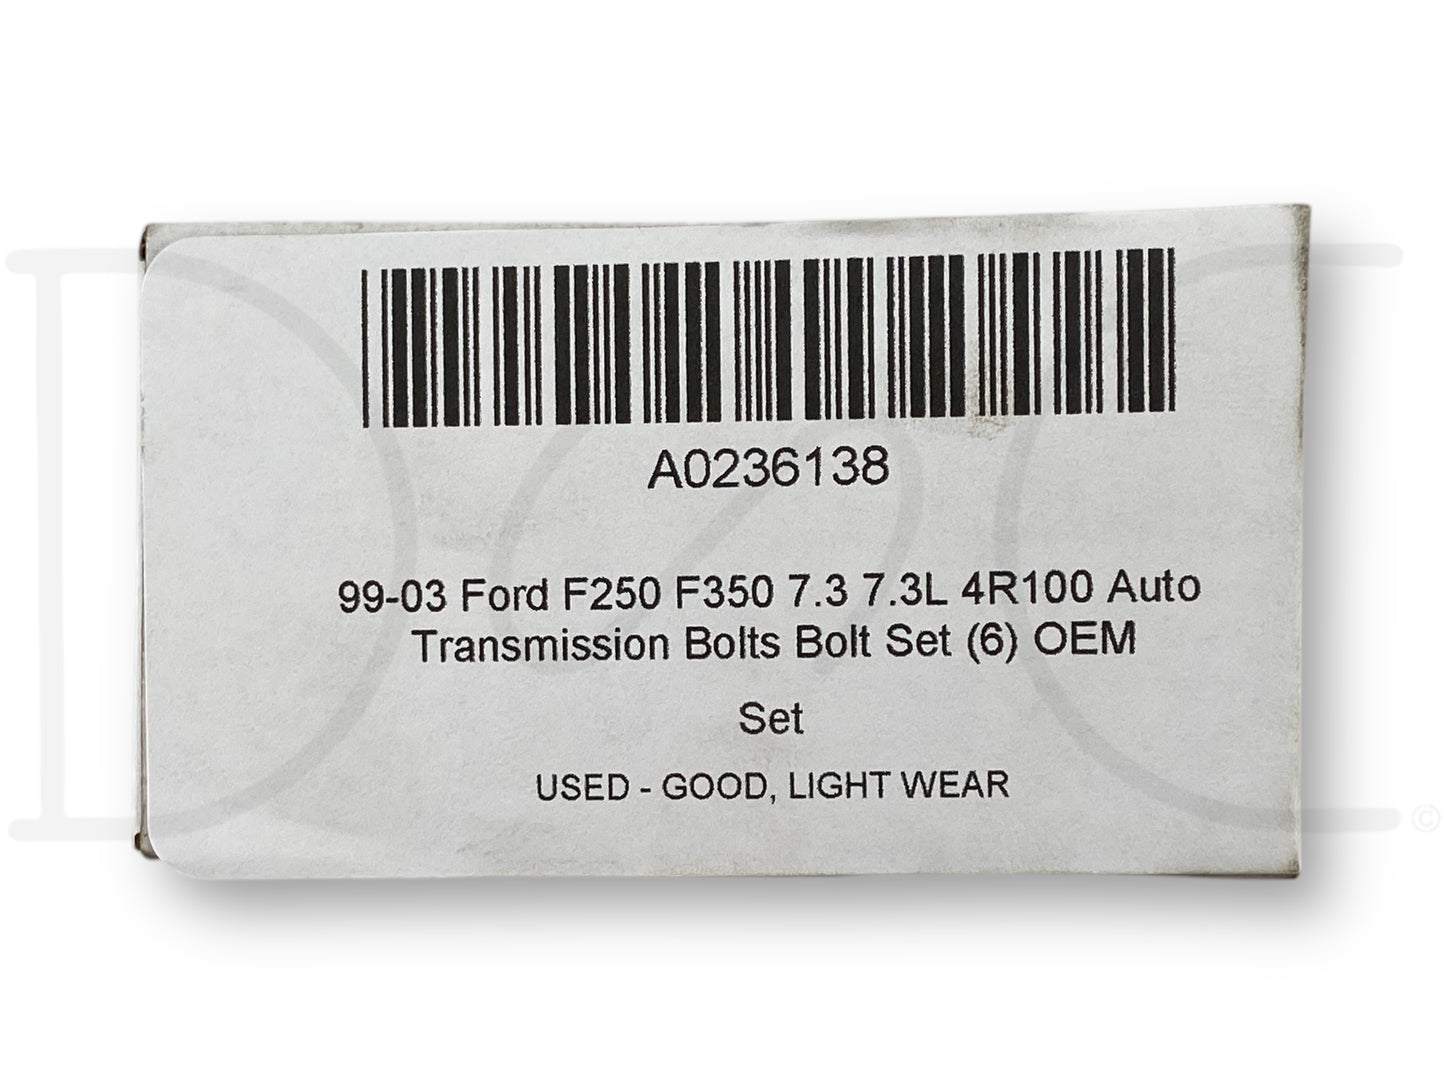 A0236138
99-03 Ford F250 F350 7.3 7.3L 4R100 Auto
Transmission Bolts Bolt Set (6) OEM
Set
USED - GOOD, LIGHT WEAR
©